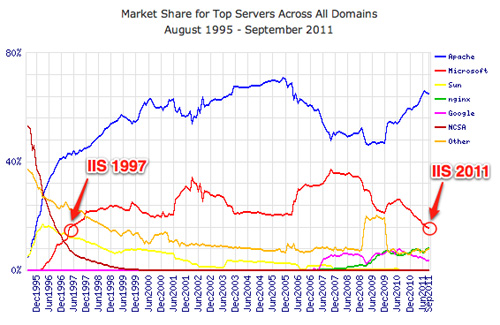 Market Share for Top Servers Across All Domains
August 1995 - September 2011
80%
40%
0%
Apache
Microsoft
Sun
nginx
Google
NCSA
Other
IIS 1997
IIS 2011
Dec1995
Jun1996
Dec1996
Jun1997
Dec1997
Jun1998
Dec1998
Jun1999
Dec1999
Jun2000
Dec2000
Jun2001
Dec2001
Jun2002
Dec2002
Jun2003
Dec2003
Jun2004
Dec2004
Jun2005
Dec2005
Jun2006
Dec2006
Jun2007
Dec2007
Jun2008
Dec2008
Jun2009
Dec2009
Jun2010
Dec2010
Jun2011
Sep2011